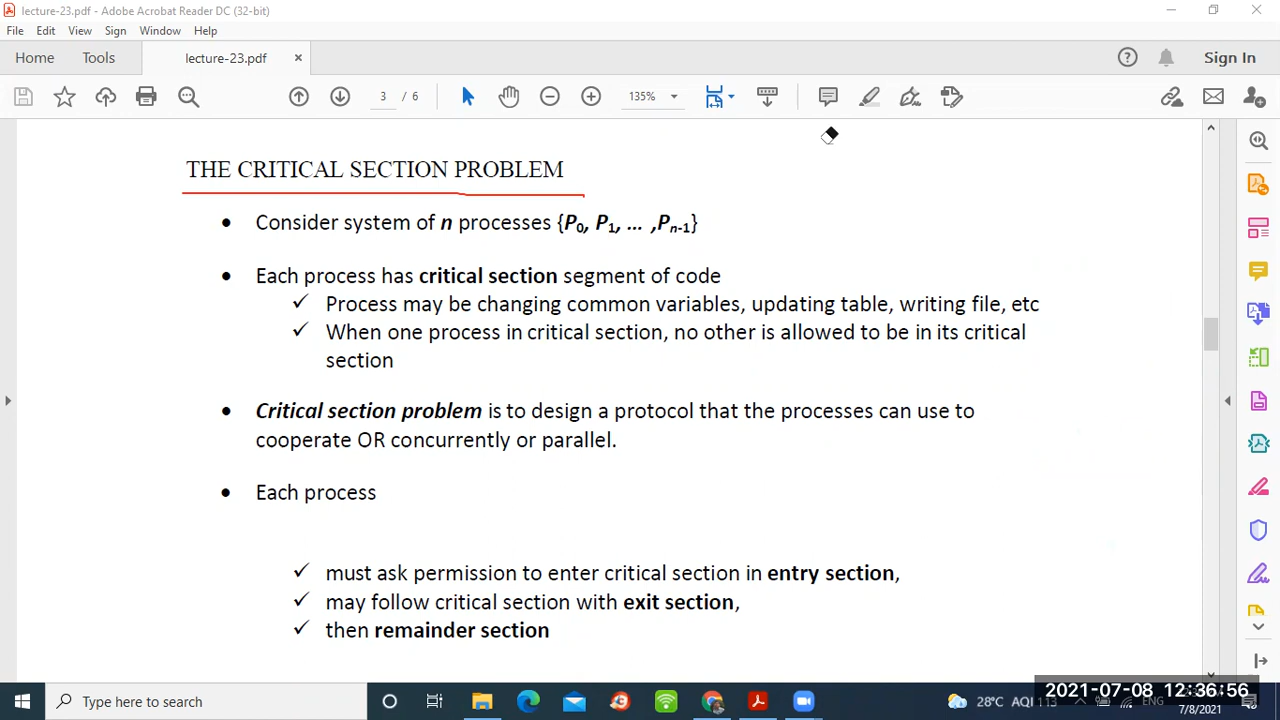 lecture-23.pdf - Adobe Acrobat Reader DC (32-bit)
File Edit View Sign Window Help
Home Tools lecture-23.pdf × Sign In
3 / 6 135%
THE CRITICAL SECTION PROBLEM
• Consider system of n processes {P0, P1, ... ,Pn-1}
• Each process has critical section segment of code
✓ Process may be changing common variables, updating table, writing file, etc
✓ When one process in critical section, no other is allowed to be in its critical
section
• Critical section problem is to design a protocol that the processes can use to
cooperate OR concurrently or parallel.
• Each process
✓ must ask permission to enter critical section in entry section,
✓ may follow critical section with exit section,
✓ then remainder section
Type here to search
28°C AQI 113 ENG
2021-07-08 12:36:56
7/8/2021